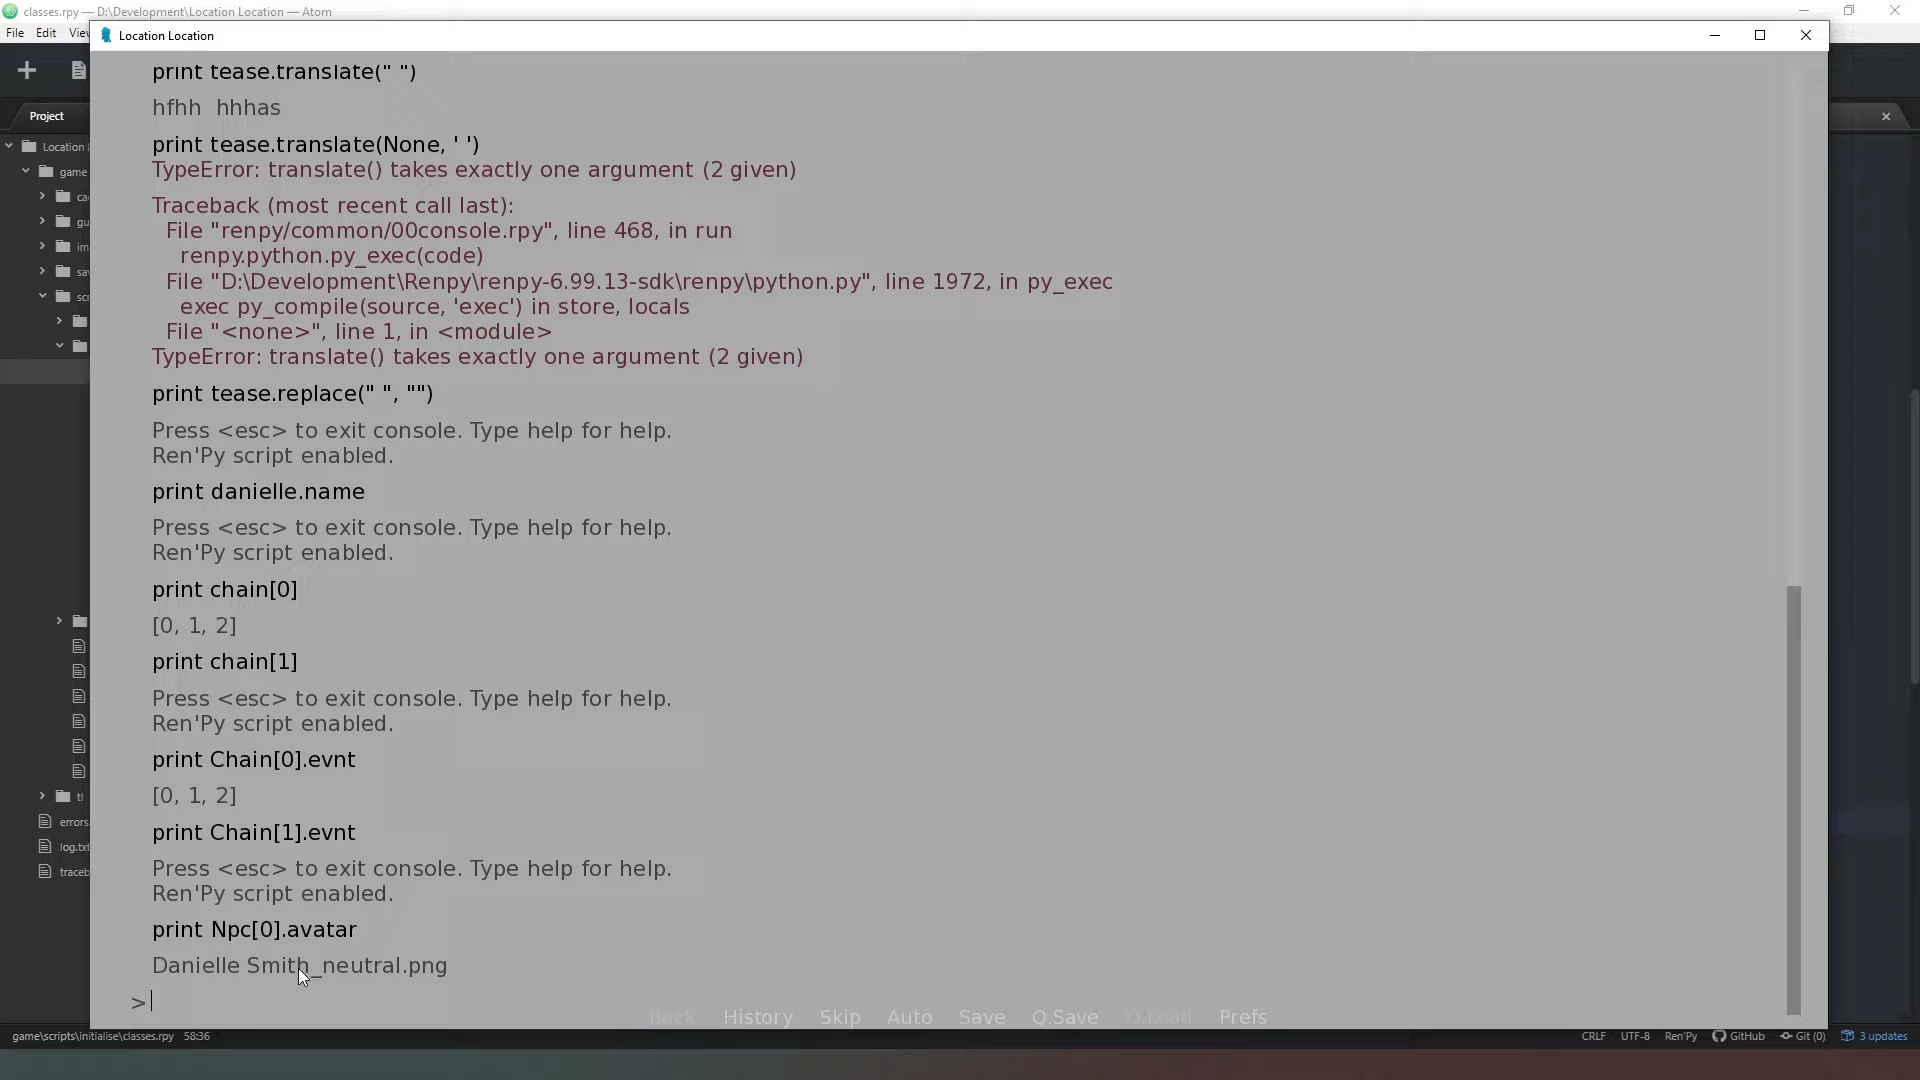 classes.rpy — D:\Development\Location Location — Atom
File Edit View
Location Location
Project
Location
game
tl
errors
log.txt
traceb
print tease.translate(" ")
hfhh  hhhas
print tease.translate(None, ' ')
TypeError: translate() takes exactly one argument (2 given)
Traceback (most recent call last):
File "renpy/common/00console.rpy", line 468, in run
renpy.python.py_exec(code)
File "D:\Development\Renpy\renpy-6.99.13-sdk\renpy\python.py", line 1972, in py_exec
exec py_compile(source, 'exec') in store, locals
File "<none>", line 1, in <module>
TypeError: translate() takes exactly one argument (2 given)
print tease.replace(" ", "")
Press <esc> to exit console. Type help for help.
Ren'Py script enabled.
print danielle.name
Press <esc> to exit console. Type help for help.
Ren'Py script enabled.
print chain[0]
[0, 1, 2]
print chain[1]
Press <esc> to exit console. Type help for help.
Ren'Py script enabled.
print Chain[0].evnt
[0, 1, 2]
print Chain[1].evnt
Press <esc> to exit console. Type help for help.
Ren'Py script enabled.
print Npc[0].avatar
Danielle Smith_neutral.png
>
Back History Skip Auto Save Q.Save Q.Load Prefs
game\scripts\initialise\classes.rpy 58:36 CRLF UTF-8 Ren'Py GitHub Git (0) 3 updates